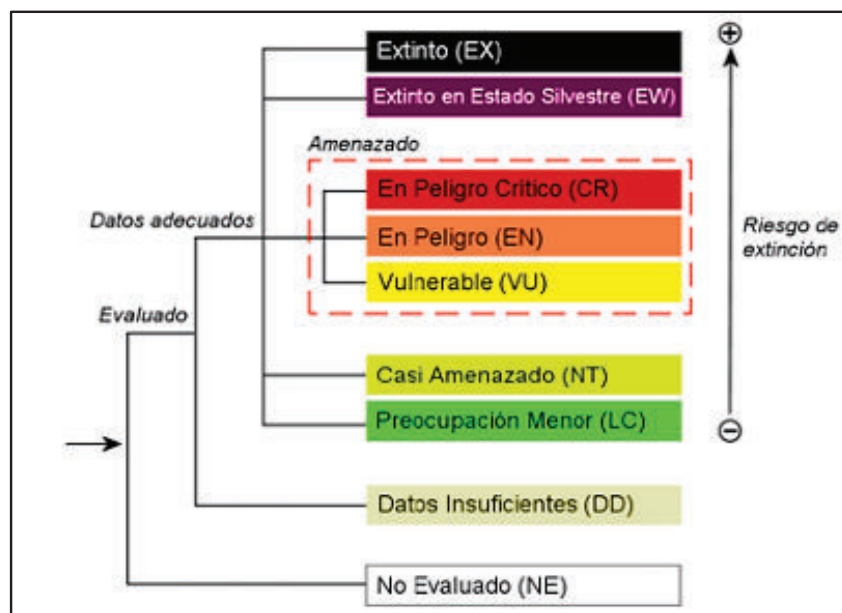 Extinto (EX)
Extinto en Estado Silvestre (EW)
Amenazado
En Peligro Critico (CR)
Datos adecuados
En Peligro (EN)
Riesgo de
extinción
Vulnerable (VU)
Evaluado
Casi Amenazado (NT)
Preocupación Menor (LC)
Datos Insuficientes (DD)
No Evaluado (NE)